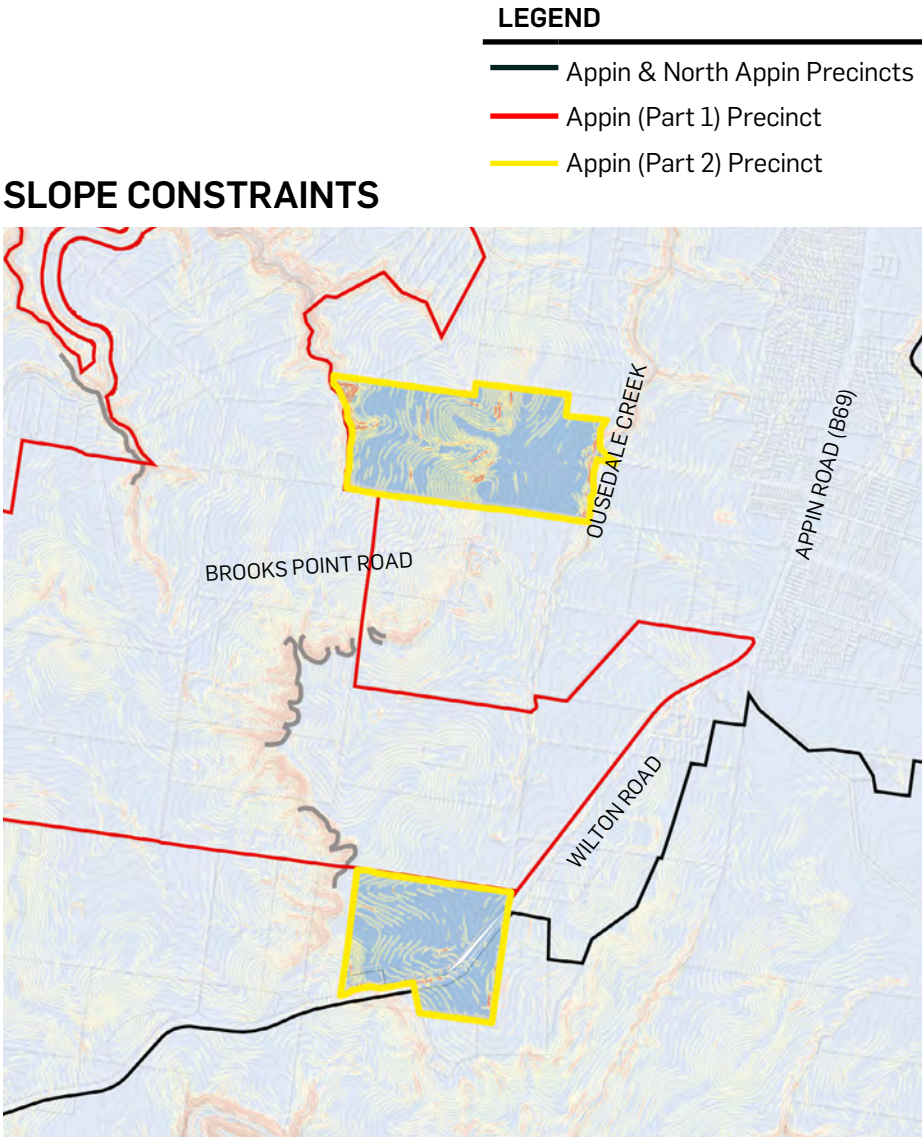 LEGEND
Appin & North Appin Precincts
Appin (Part 1) Precinct
Appin (Part 2) Precinct
SLOPE CONSTRAINTS
OUSEDALE CREEK
APPIN ROAD (B69)
BROOKS POINT ROAD
WILTON ROAD